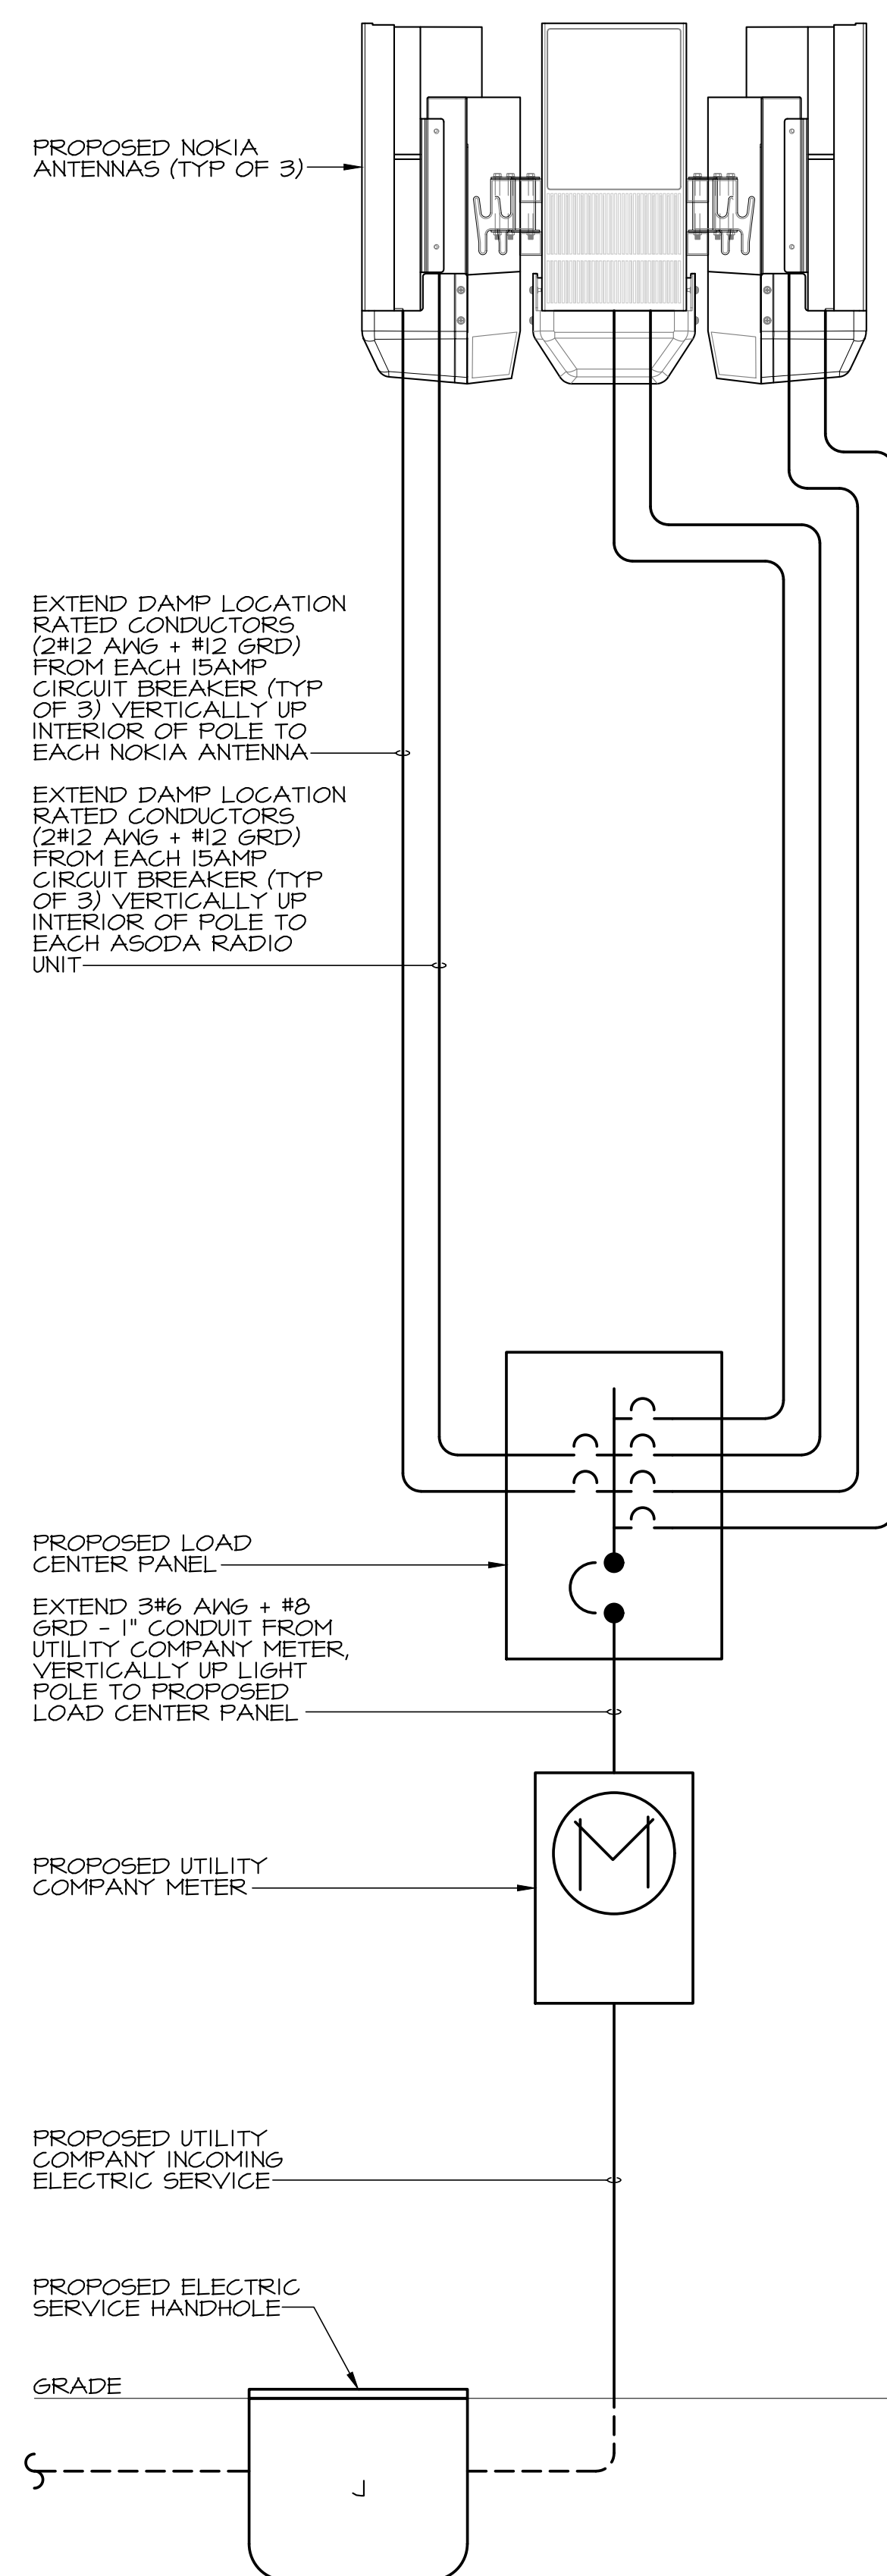 PROPOSED NOKIA
ANTENNAS (TYP OF 3)
EXTEND DAMP LOCATION
RATED CONDUCTORS
(2#12 AWG + #12 GRD)
FROM EACH 15AMP
CIRCUIT BREAKER (TYP
OF 3) VERTICALLY UP
INTERIOR OF POLE TO
EACH NOKIA ANTENNA
EXTEND DAMP LOCATION
RATED CONDUCTORS
(2#12 AWG + #12 GRD)
FROM EACH 15AMP
CIRCUIT BREAKER (TYP
OF 3) VERTICALLY UP
INTERIOR OF POLE TO
EACH ASODA RADIO
UNIT
PROPOSED LOAD
CENTER PANEL
EXTEND 3#6 AWG + #8
GRD - 1" CONDUIT FROM
UTILITY COMPANY METER,
VERTICALLY UP LIGHT
POLE TO PROPOSED
LOAD CENTER PANEL
M
PROPOSED UTILITY
COMPANY METER
PROPOSED UTILITY
COMPANY INCOMING
ELECTRIC SERVICE
PROPOSED ELECTRIC
SERVICE HANDHOLE
GRADE
J